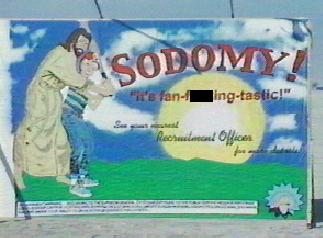 SODOMY!
"it's fan-f ing-tastic!"
See your nearest
Recruitment Officer
for more details!